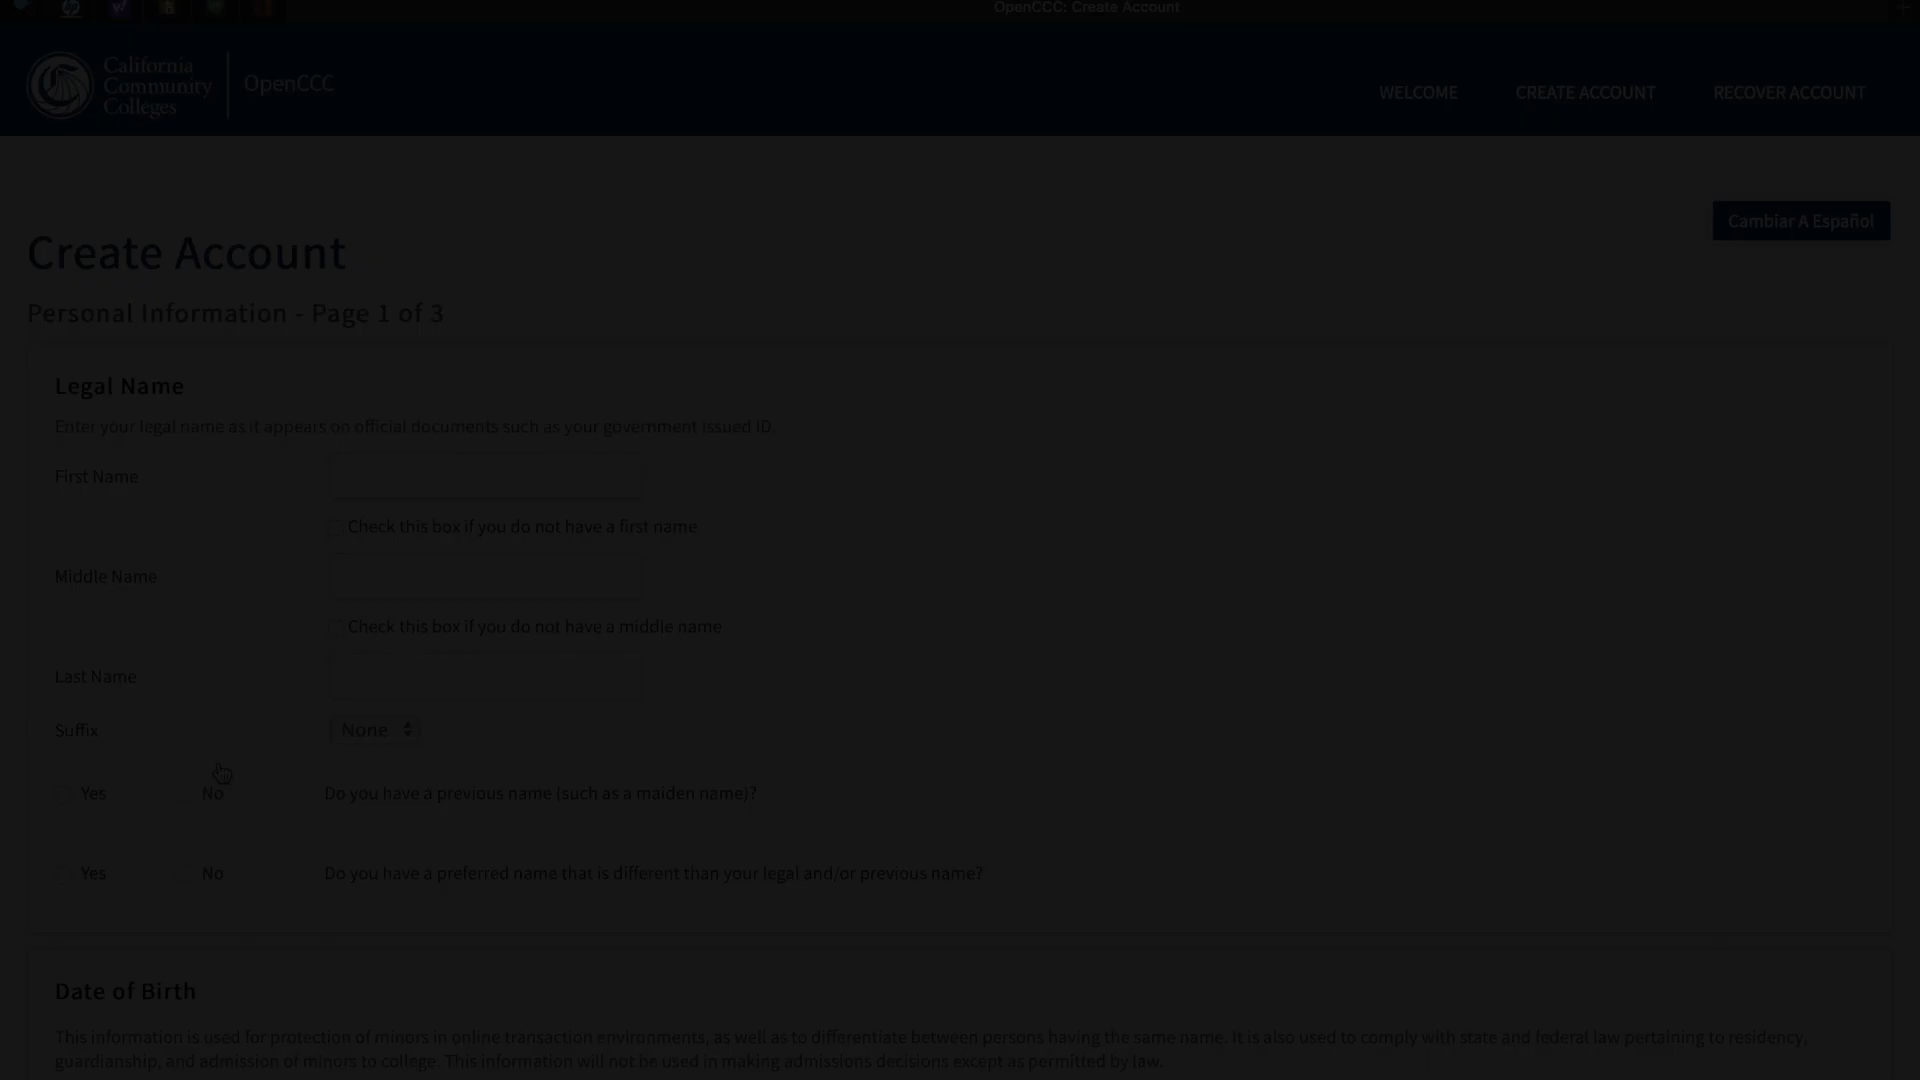 OpenCCC: Create Account
California
Community
Colleges
OpenCCC
WELCOME
CREATE ACCOUNT
RECOVER ACCOUNT
Cambiar A Español
Create Account
Personal Information - Page 1 of 3
Legal Name
Enter your legal name as it appears on official documents such as your government issued ID.
First Name
Check this box if you do not have a first name
Middle Name
Check this box if you do not have a middle name
Last Name
Suffix None
Yes No Do you have a previous name (such as a maiden name)?
Yes No Do you have a preferred name that is different than your legal and/or previous name?
Date of Birth
This information is used for protection of minors in online transaction environments, as well as to differentiate between persons having the same name. It is also used to comply with state and federal law pertaining to residency,
guardianship, and admission of minors to college. This information will not be used in making admissions decisions except as permitted by law.